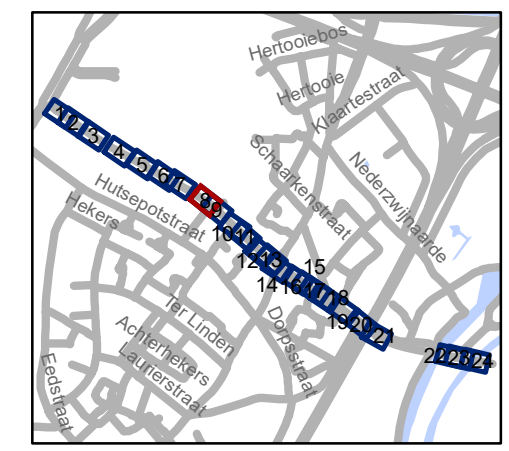 Hertooiebos
Hertooie
Klaartestraat
Schaarkenstraat
Nederzwijnaarde
Hutsepotstraat
Hekers
Ter Linden
Achterhekers
Laurierstraat
Eedstraat
Dorpsstraat
1
2
3
4
5
6
7
8
9
10
11
12
13
14
15
16
17
18
19
20
21
22
23
24